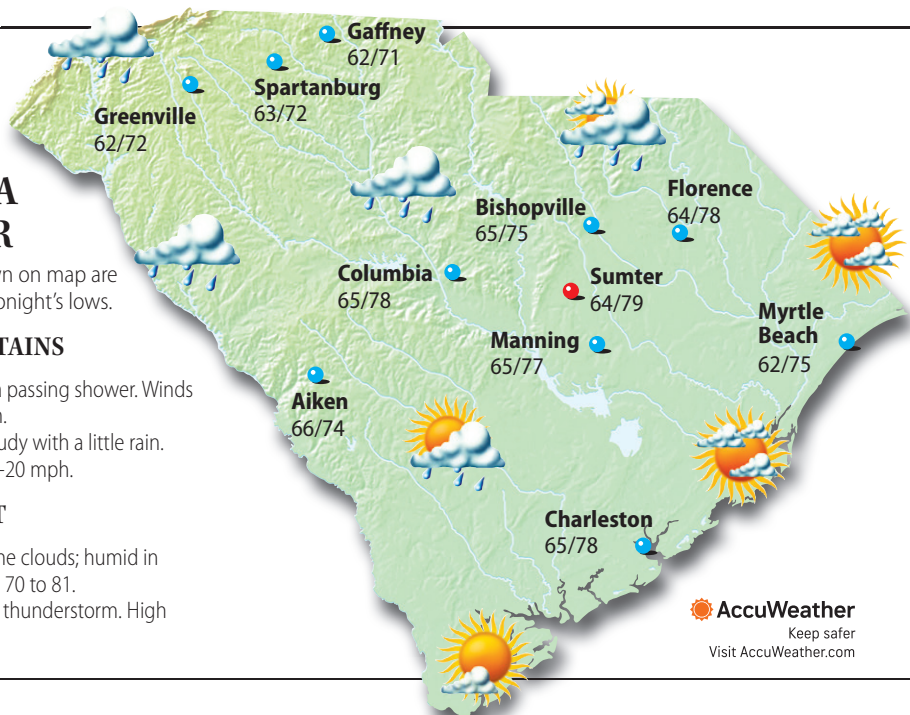 A
R
wn on map are
onight's lows.
TAINS
a passing shower. Winds
h.
udy with a little rain.
-20 mph.
T
ne clouds; humid in
70 to 81.
thunderstorm. High
Gaffney
62/71
Spartanburg
63/72
Greenville
62/72
Bishopville
65/75
Florence
64/78
Columbia
65/78
Sumter
64/79
Manning
65/77
Myrtle
Beach
62/75
Aiken
66/74
Charleston
65/78
AccuWeather
Keep safer
Visit AccuWeather.com